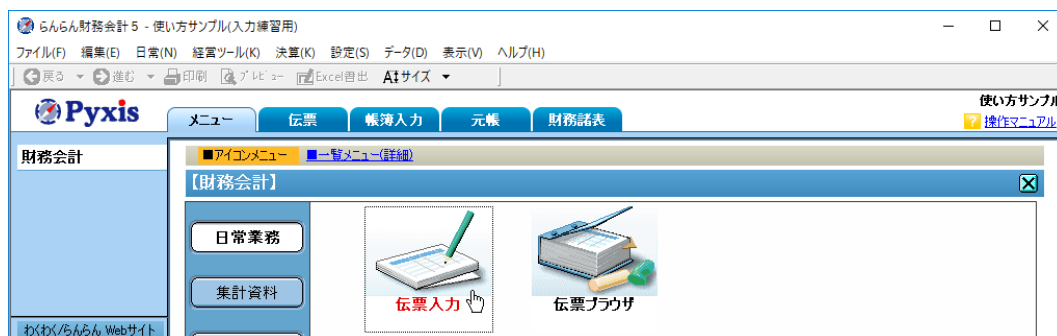 らんらん財務会計5 - 使い方サンプル(入力練習用)
ファイル(F) 編集(E) 日常(N) 経営ツール(K) 決算(K) 設定(S) データ(D) 表示(V) ヘルプ(H)
戻る 進む 印刷 プレビュー Excel書出 サイズ
使い方サンプル
Pyxis メニュー 伝票 帳簿入力 元帳 財務諸表 ? 操作マニュアル
財務会計 ■アイコンメニュー ■一覧メニュー(詳細)
【財務会計】
日常業務
集計資料
伝票入力 伝票ブラウザ
わくわく/らんらん Webサイト